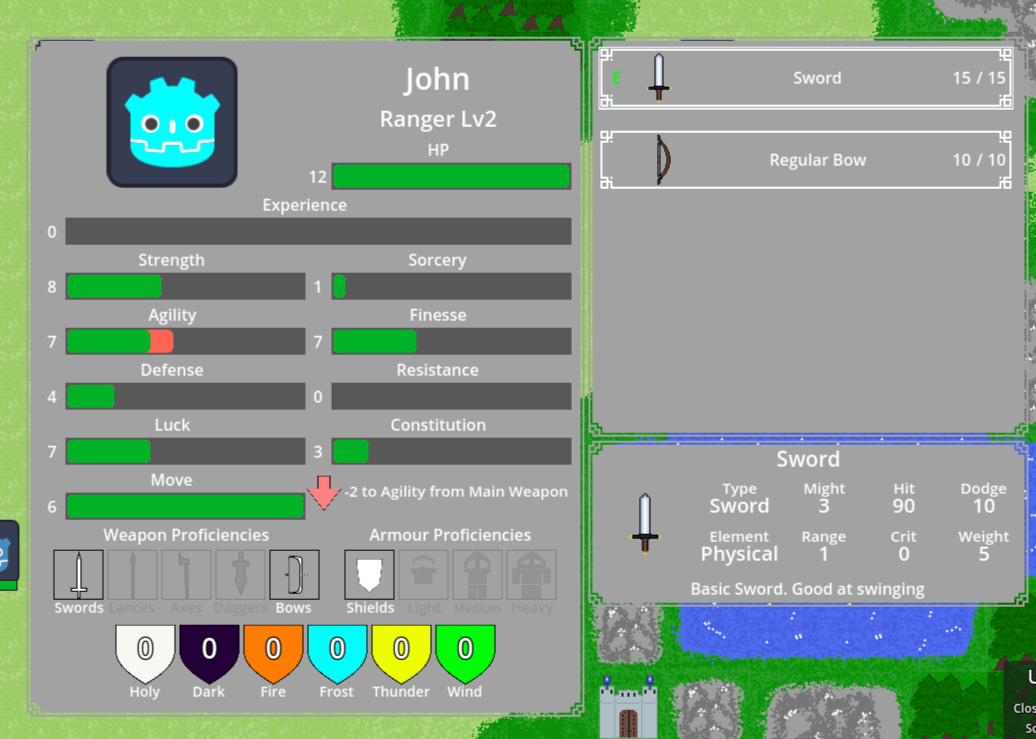 John
Ranger Lv2
HP
12
Experience
0
Strength
Sorcery
8
1
Agility
Finesse
7
7
Defense
Resistance
4
0
Luck
Constitution
7
3
Move
6
-2 to Agility from Main Weapon
Weapon Proficiencies
Armour Proficiencies
Swords Lances Axes Daggers Bows
Shields Light Medium Heavy
0 0 0 0 0 0
Holy Dark Fire Frost Thunder Wind
E Sword 15 / 15
Regular Bow 10 / 10
Sword
Type Might Hit Dodge
Sword 3 90 10
Element Range Crit Weight
Physical 1 0 5
Basic Sword. Good at swinging